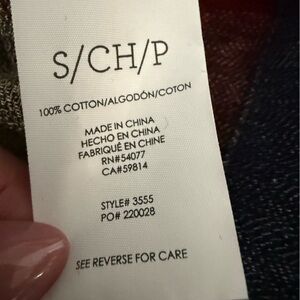 S/CH/P
100% COTTON/ALGODÓN/COTON
MADE IN CHINA
HECHO EN CHINA
FABRIQUÉ EN CHINE
RN#54077
CA#59814
STYLE# 3555
PO# 220028
SEE REVERSE FOR CARE